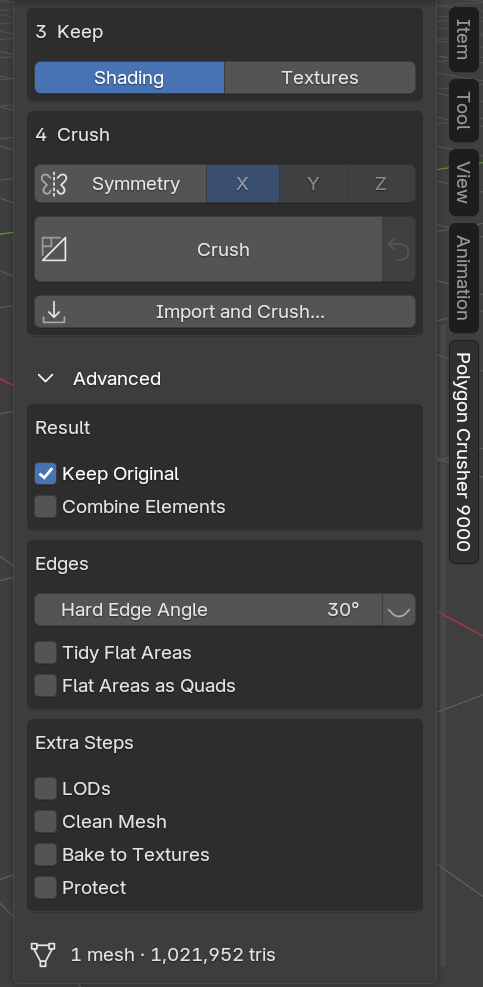 3 Keep
Shading Textures
4 Crush
Symmetry X Y Z
Crush
Import and Crush...
Advanced
Result
Keep Original
Combine Elements
Edges
Hard Edge Angle 30°
Tidy Flat Areas
Flat Areas as Quads
Extra Steps
LODs
Clean Mesh
Bake to Textures
Protect
1 mesh · 1,021,952 tris
Item
Tool
View
Animation
Polygon Crusher 9000